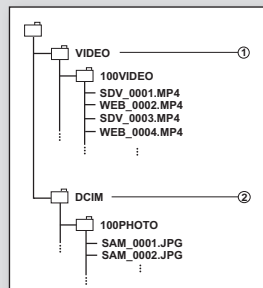 VIDEO ①
100VIDEO
SDV_0001.MP4
WEB_0002.MP4
SDV_0003.MP4
WEB_0004.MP4
DCIM ②
100PHOTO
SAM_0001.JPG
SAM_0002.JPG